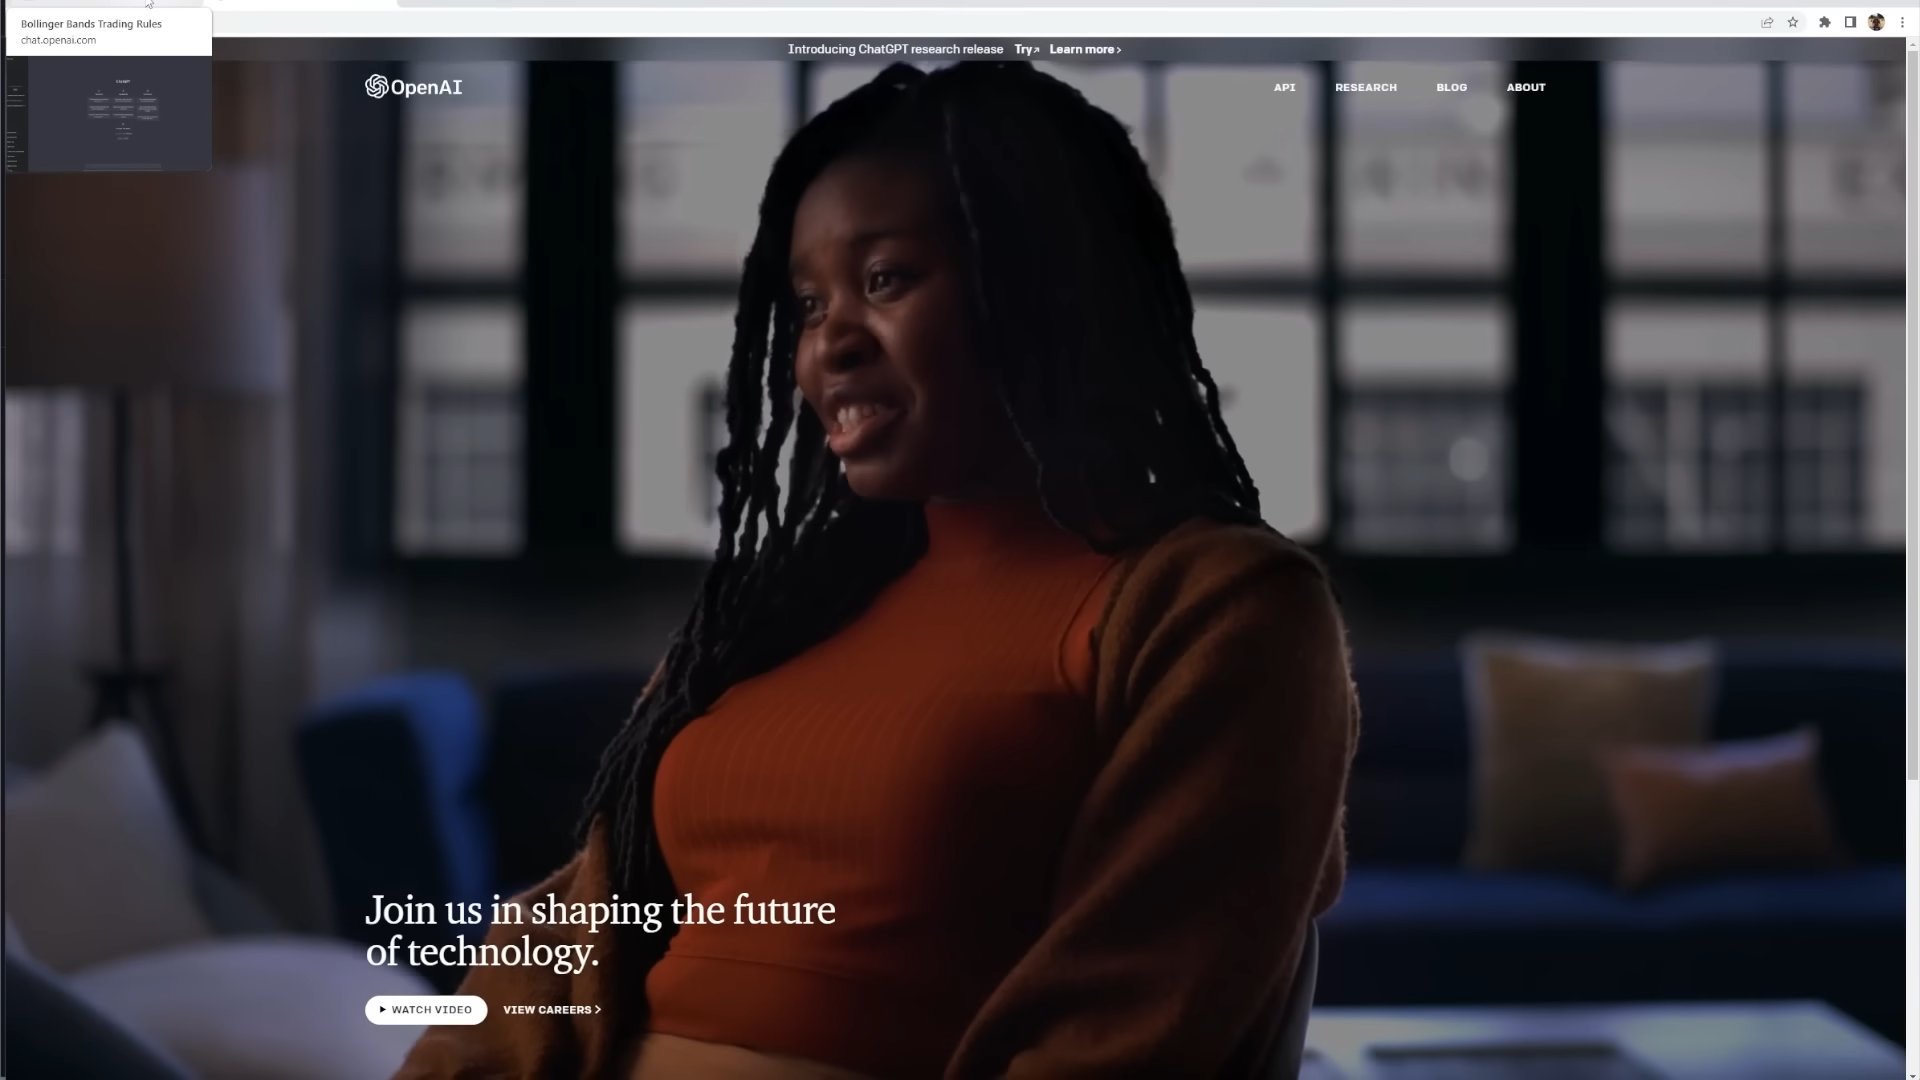 Bollinger Bands Trading Rules
chat.openai.com
Introducing ChatGPT research release Try↗ Learn more ›
OpenAI
API RESEARCH BLOG ABOUT
Join us in shaping the future
of technology.
WATCH VIDEO VIEW CAREERS